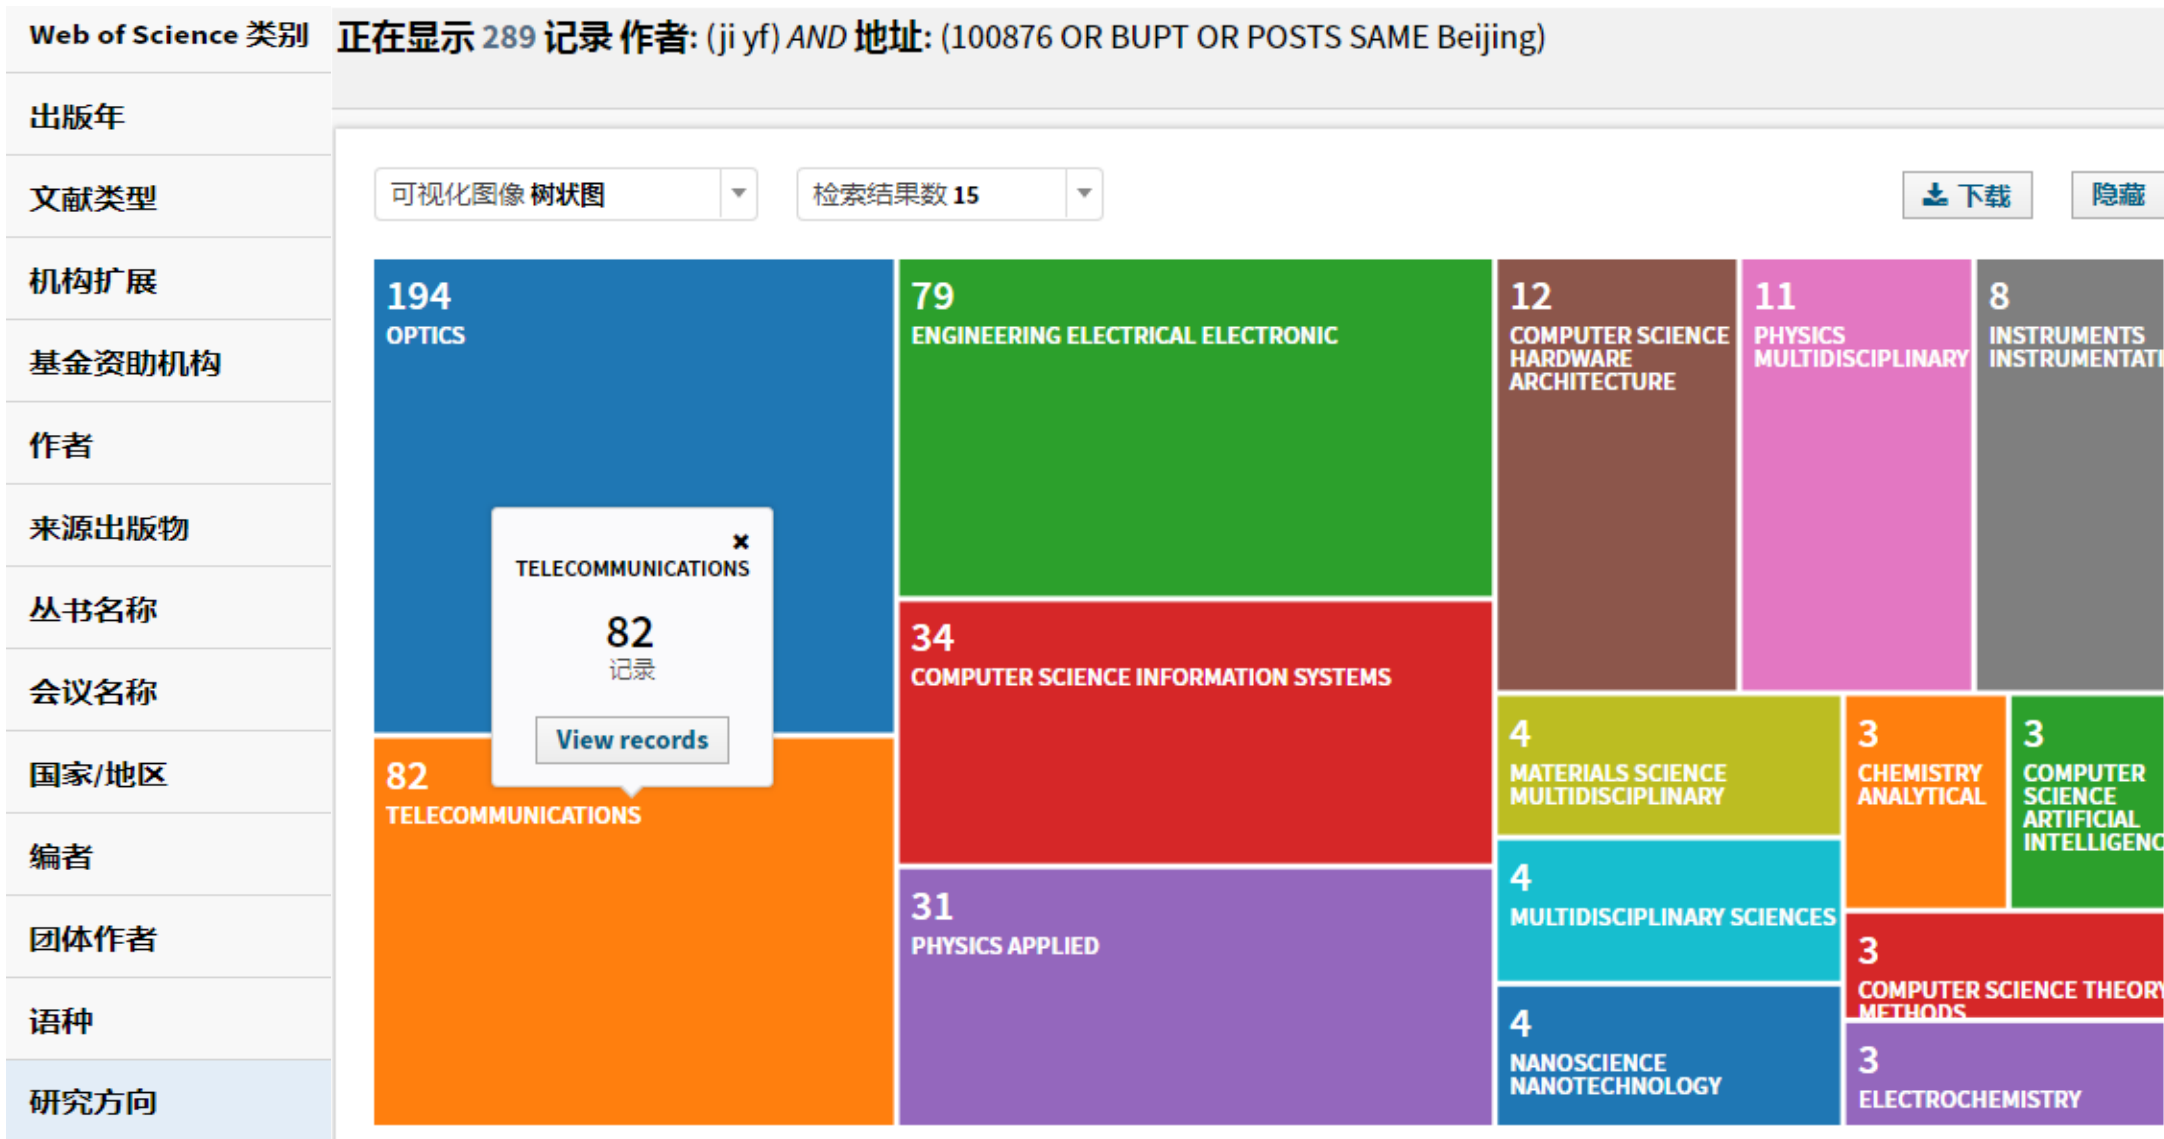 Web of Science 类别
出版年
文献类型
机构扩展
基金资助机构
作者
来源出版物
丛书名称
会议名称
国家/地区
编者
团体作者
语种
研究方向
正在显示 289 记录 作者: (ji yf) AND 地址: (100876 OR BUPT OR POSTS SAME Beijing)
可视化图像 树状图
检索结果数 15
下载
隐藏
194
OPTICS
TELECOMMUNICATIONS
82
记录
View records
82
TELECOMMUNICATIONS
79
ENGINEERING ELECTRICAL ELECTRONIC
34
COMPUTER SCIENCE INFORMATION SYSTEMS
31
PHYSICS APPLIED
12
COMPUTER SCIENCE
HARDWARE
ARCHITECTURE
11
PHYSICS
MULTIDISCIPLINARY
8
INSTRUMENTS
INSTRUMENTATI
4
MATERIALS SCIENCE
MULTIDISCIPLINARY
4
MULTIDISCIPLINARY SCIENCES
4
NANOSCIENCE
NANOTECHNOLOGY
3
CHEMISTRY
ANALYTICAL
3
COMPUTER
SCIENCE
ARTIFICIAL
INTELLIGENC
3
COMPUTER SCIENCE THEORY
METHODS
3
ELECTROCHEMISTRY